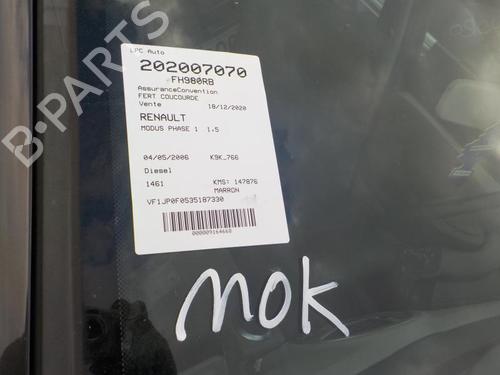 LPC Auto
202007070
FH980RB
AssuranceConvention
FERT COUCOURDE
Vente 18/12/2020
RENAULT
MODUS PHASE 1 1.5
04/05/2006 K9K_766
Diesel
1461 KMS: 147876
MARRON
VF1JP0F0535187330
000009164660
MOK
B